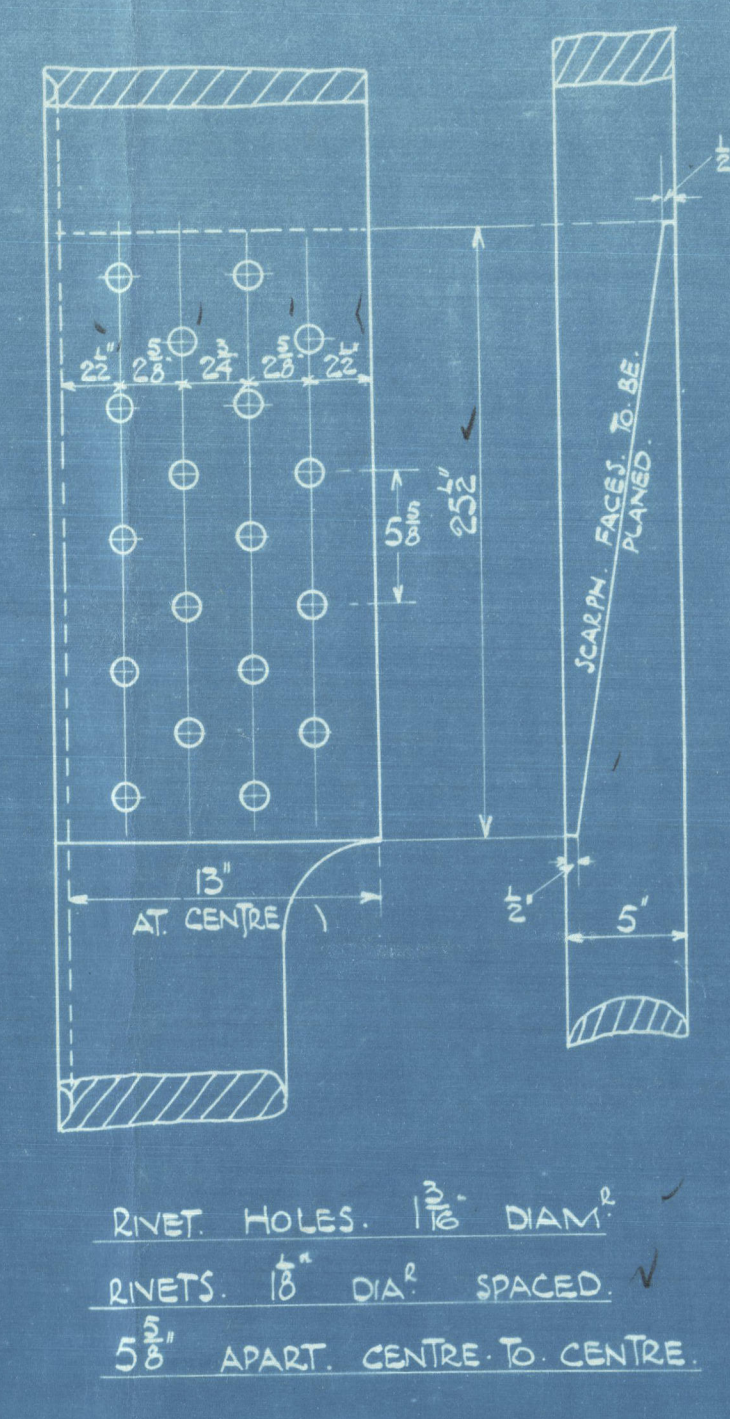 ½
2½" 2⅝" 2¾" 2⅝" 2½"
5⅝"
25½"
SCARPH. FACES. TO. BE.
PLANED.
13"
AT. CENTRE
½"
5"
RIVET. HOLES. 1 3/16" DIAMR.
RIVETS. 1⅛" DIAR. SPACED.
5⅝" APART. CENTRE. TO. CENTRE.